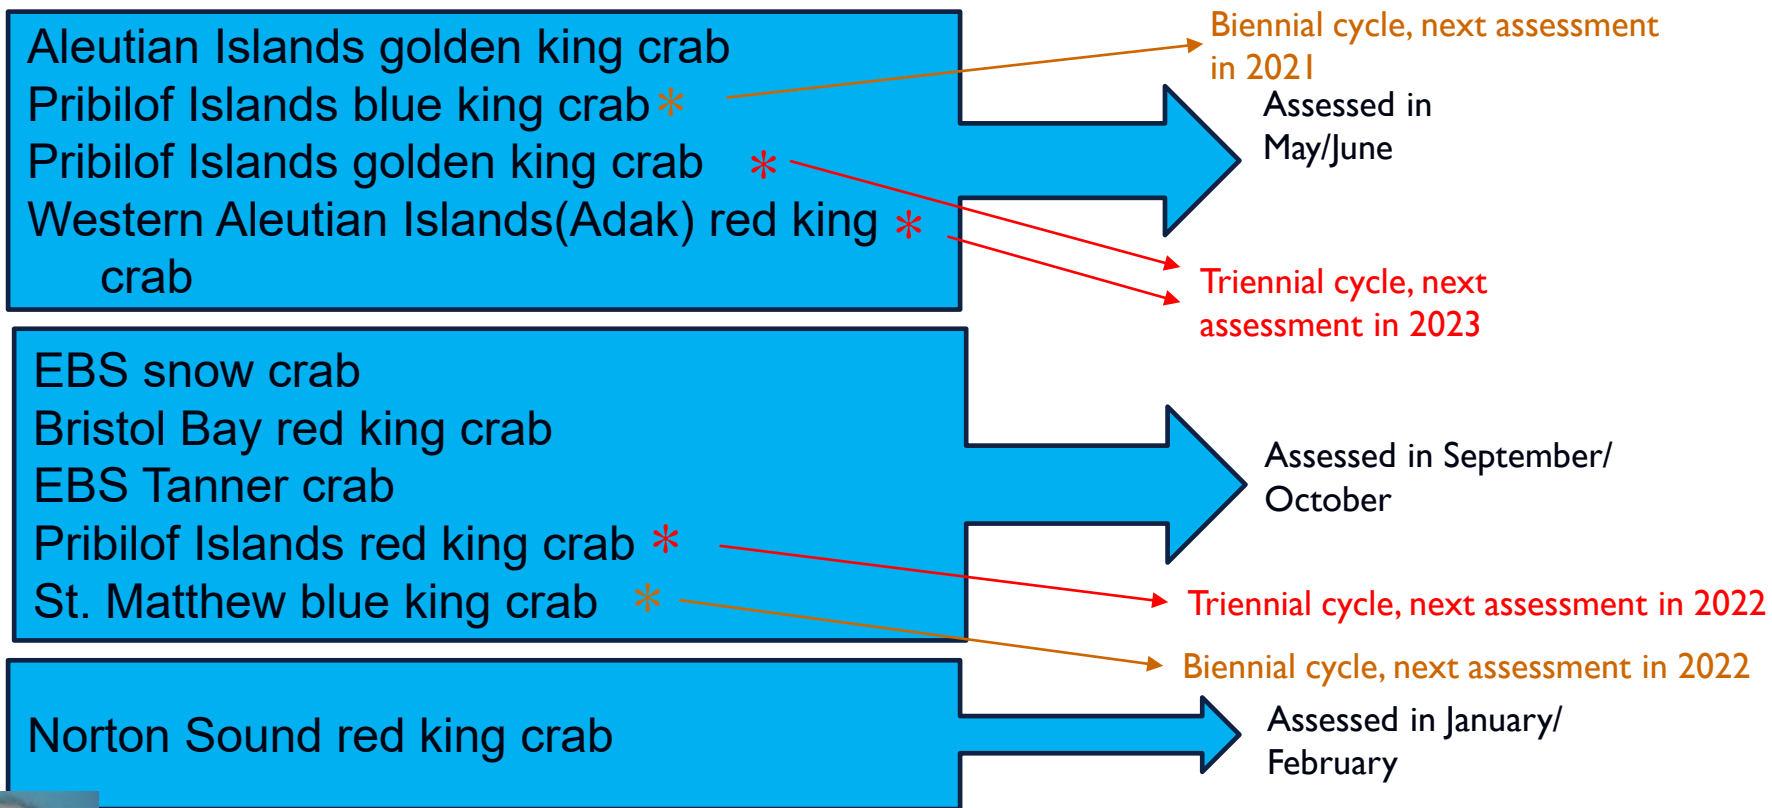 Aleutian Islands golden king crab
Pribilof Islands blue king crab*
Pribilof Islands golden king crab *
Western Aleutian Islands(Adak) red king *
crab
Biennial cycle, next assessment
in 2021
Assessed in
May/June
Triennial cycle, next
assessment in 2023
EBS snow crab
Bristol Bay red king crab
EBS Tanner crab
Pribilof Islands red king crab *
St. Matthew blue king crab *
Assessed in September/
October
Triennial cycle, next assessment in 2022
Biennial cycle, next assessment in 2022
Norton Sound red king crab
Assessed in January/
February